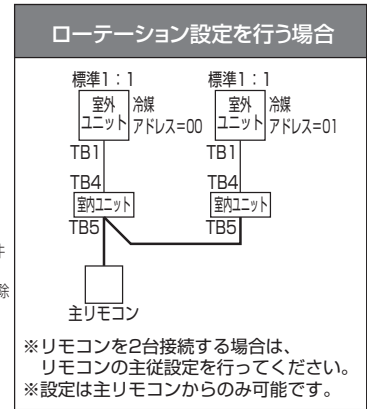 ローテーション設定を行う場合
標準1：1 標準1：1
室外 冷媒 室外 冷媒
ユニット アドレス=00 ユニット アドレス=01
TB1 TB1
TB4 TB4
室内ユニット 室内ユニット
TB5 TB5
主リモコン
※リモコンを2台接続する場合は、
リモコンの主従設定を行ってください。
※設定は主リモコンからのみ可能です。
除